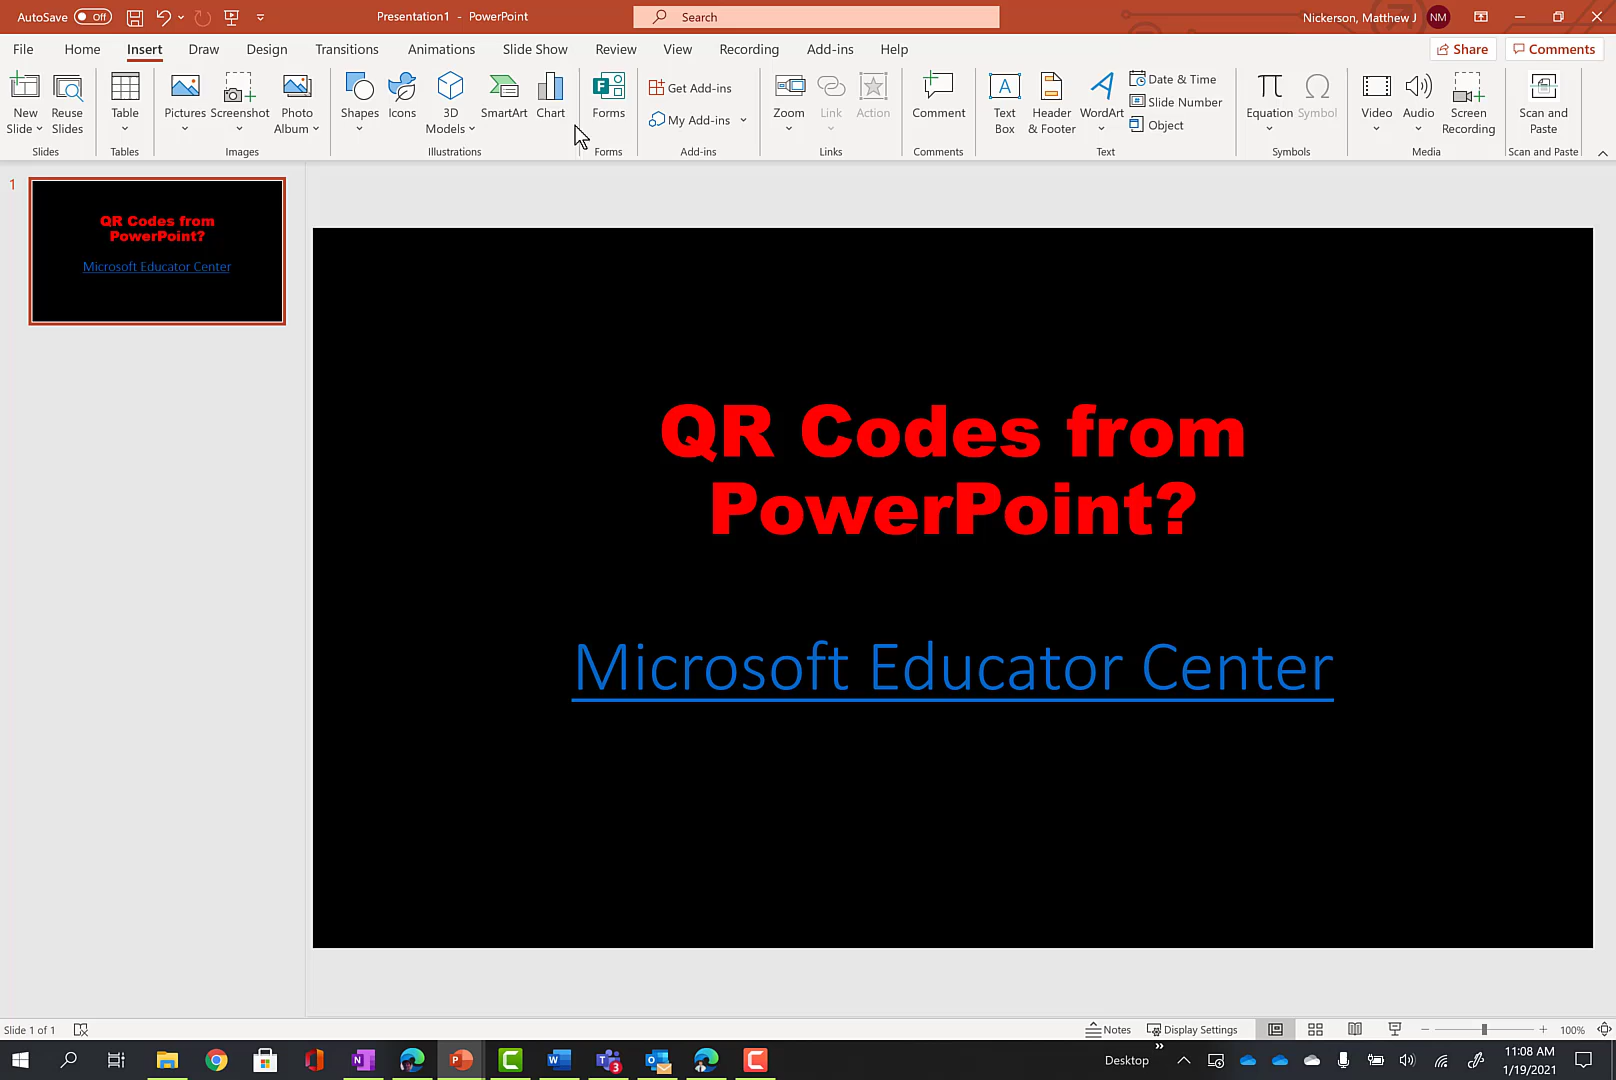 AutoSave Off
Presentation1 - PowerPoint
Search
Nickerson, Matthew J NM
File Home Insert Draw Design Transitions Animations Slide Show Review View Recording Add-ins Help
Share Comments
New Slide
Reuse Slides
Slides
Table
Tables
Pictures
Screenshot
Photo Album
Images
Shapes
Icons
3D Models
SmartArt
Chart
Illustrations
Forms
Forms
Get Add-ins
My Add-ins
Add-ins
Zoom
Link
Action
Links
Comment
Comments
Text Box
Header & Footer
WordArt
Date & Time
Slide Number
Object
Text
Equation
Symbol
Symbols
Video
Audio
Screen Recording
Media
Scan and Paste
Scan and Paste
1
QR Codes from
PowerPoint?
Microsoft Educator Center
QR Codes from
PowerPoint?
Microsoft Educator Center
Slide 1 of 1
Notes
Display Settings
100%
Desktop
3
11:08 AM
1/19/2021